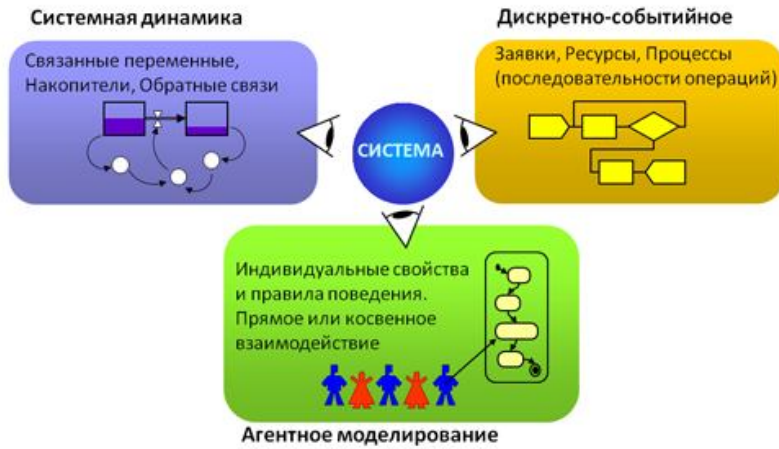 Системная динамика
Связанные переменные,
Накопители, Обратные связи
Дискретно-событийное
Заявки, Ресурсы, Процессы
(последовательности операций)
СИСТЕМА
Индивидуальные свойства
и правила поведения.
Прямое или косвенное
взаимодействие
Агентное моделирование